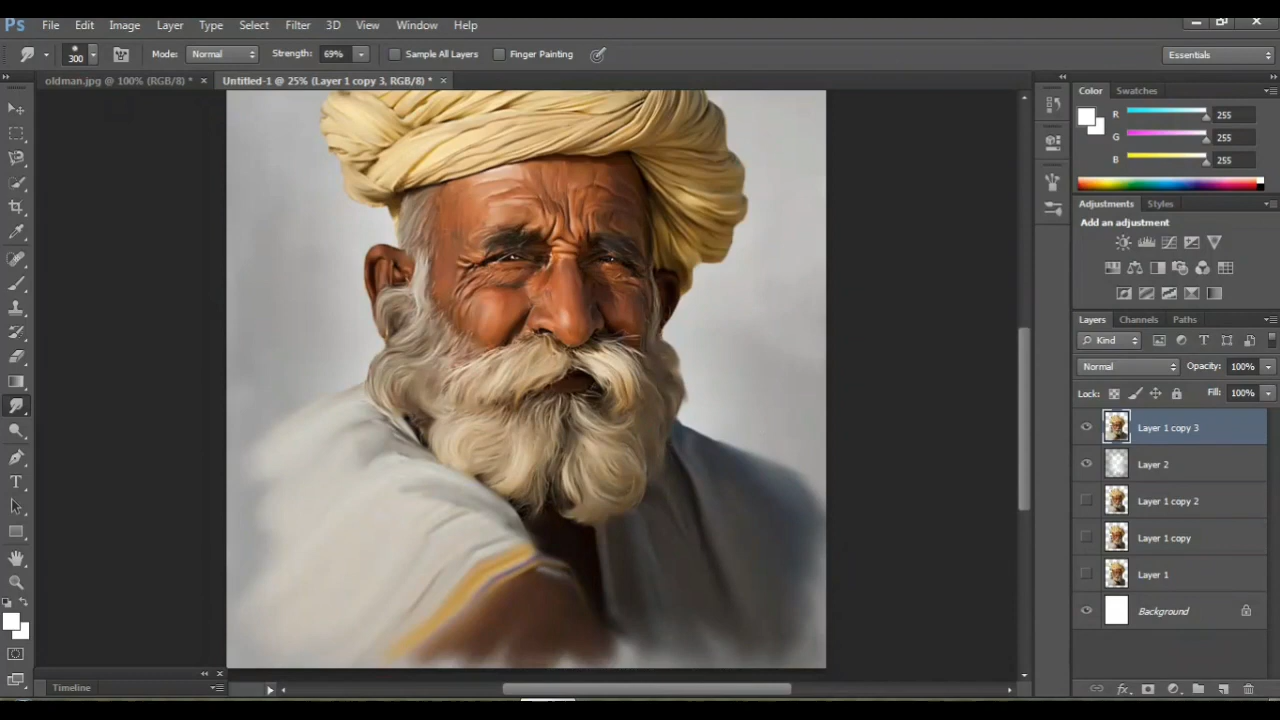 Ps File Edit Image Layer Type Select Filter 3D View Window Help
300 Mode: Normal Strength: 69% Sample All Layers Finger Painting Essentials
oldman.jpg @ 100% (RGB/8) * × Untitled-1 @ 25% (Layer 1 copy 3, RGB/8) * ×
Color Swatches
R 255
G 255
B 255
Adjustments Styles
Add an adjustment
Layers Channels Paths
Kind
Normal Opacity: 100%
Lock: Fill: 100%
Layer 1 copy 3
Layer 2
Layer 1 copy 2
Layer 1 copy
Layer 1
Background
Timeline